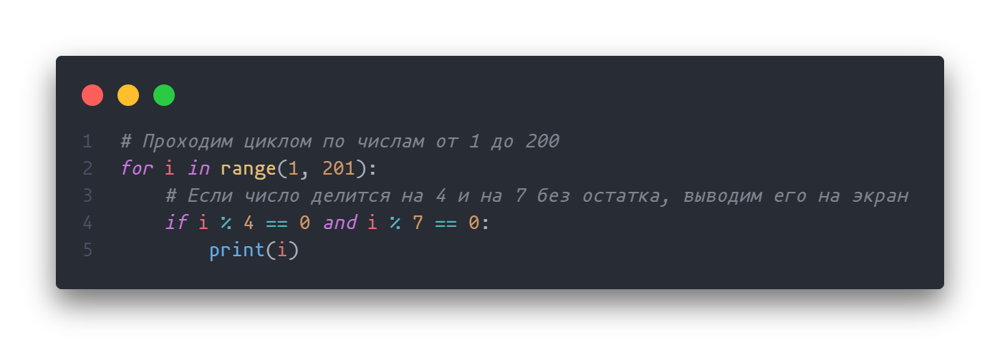 1 # Проходим циклом по числам от 1 до 200
2 for i in range(1, 201):
3     # Если число делится на 4 и на 7 без остатка, выводим его на экран
4     if i % 4 == 0 and i % 7 == 0:
5         print(i)